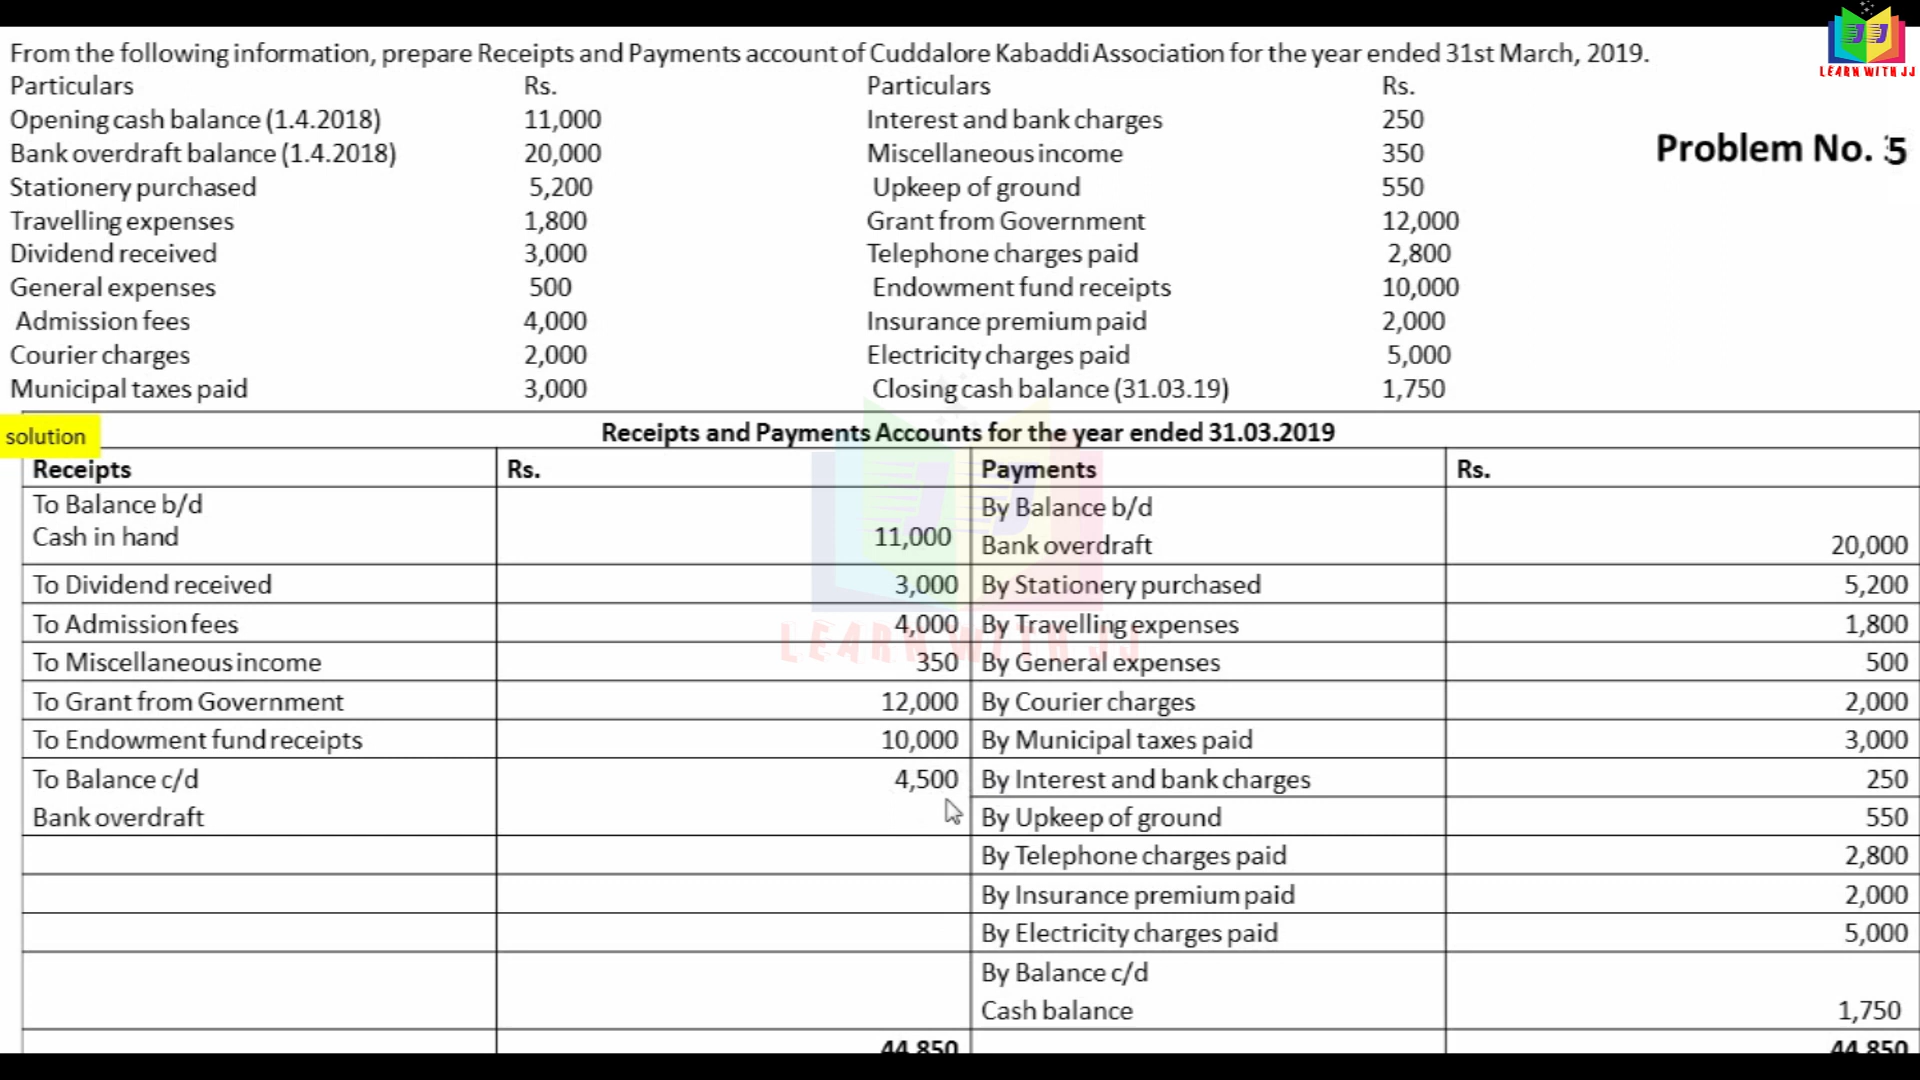 LEARN WITH JJ
From the following information, prepare Receipts and Payments account of Cuddalore Kabaddi Association for the year ended 31st March, 2019.
Particulars Rs. Particulars Rs.
Opening cash balance (1.4.2018) 11,000 Interest and bank charges 250
Problem No. 5
Bank overdraft balance (1.4.2018) 20,000 Miscellaneous income 350
Stationery purchased 5,200 Upkeep of ground 550
Travelling expenses 1,800 Grant from Government 12,000
Dividend received 3,000 Telephone charges paid 2,800
General expenses 500 Endowment fund receipts 10,000
Admission fees 4,000 Insurance premium paid 2,000
Courier charges 2,000 Electricity charges paid 5,000
Municipal taxes paid 3,000 Closing cash balance (31.03.19) 1,750
solution
Receipts and Payments Accounts for the year ended 31.03.2019
Receipts Rs. Payments Rs.
To Balance b/d By Balance b/d
Cash in hand 11,000 Bank overdraft 20,000
To Dividend received 3,000 By Stationery purchased 5,200
To Admission fees 4,000 By Travelling expenses 1,800
LEARN WITH JJ
To Miscellaneous income 350 By General expenses 500
To Grant from Government 12,000 By Courier charges 2,000
To Endowment fund receipts 10,000 By Municipal taxes paid 3,000
To Balance c/d 4,500 By Interest and bank charges 250
Bank overdraft By Upkeep of ground 550
By Telephone charges paid 2,800
By Insurance premium paid 2,000
By Electricity charges paid 5,000
By Balance c/d
Cash balance 1,750
44,850 44,850